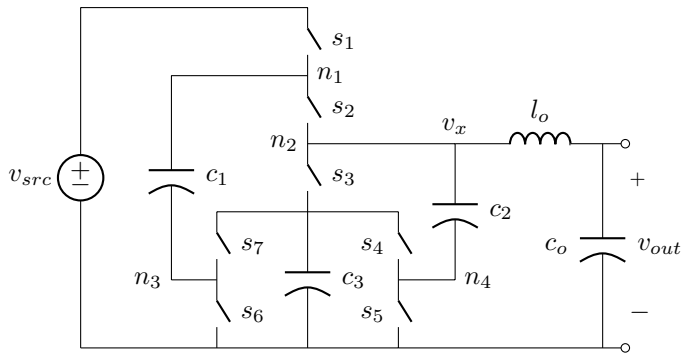 s1
n1
s2
lo
n2
vx
vsrc
+
−
c1
s3
+
c2
s7
s4
co
vout
n3
c3
n4
s6
s5
−